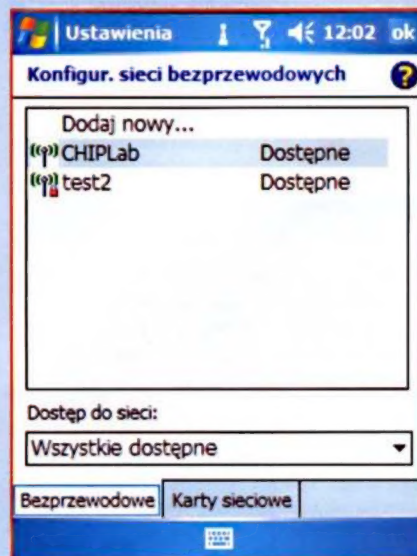 Ustawienia 12:02 ok
Konfigur. sieci bezprzewodowych ?
Dodaj nowy...
CHIPLab Dostępne
test2 Dostępne
Dostęp do sieci:
Wszystkie dostępne
Bezprzewodowe Karty sieciowe